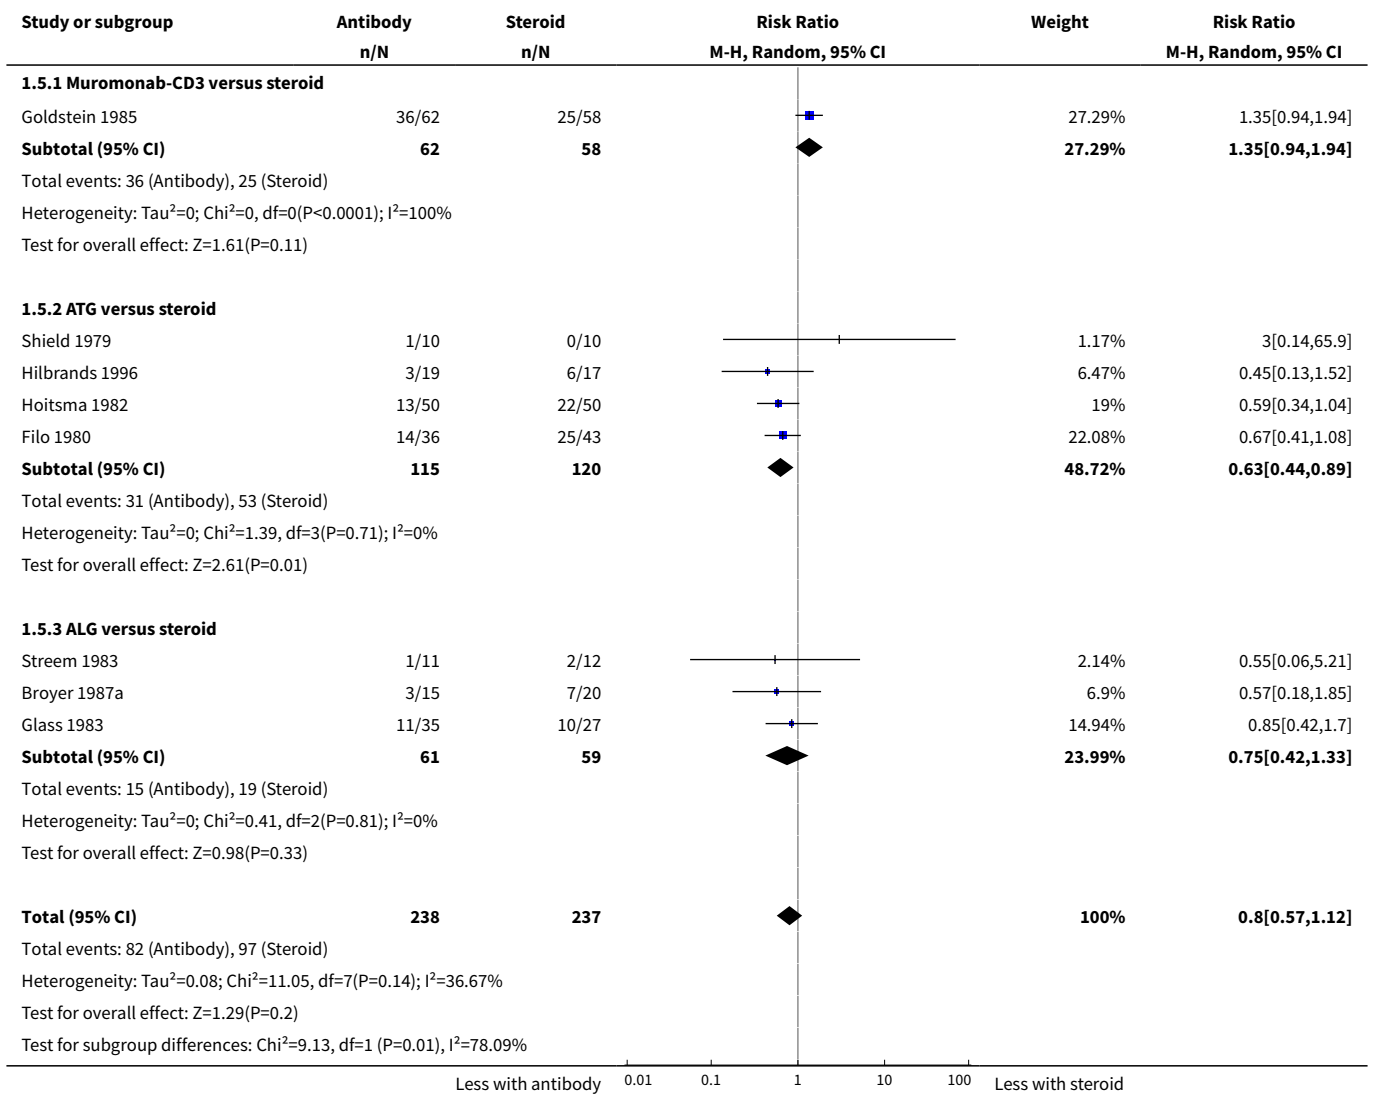 Study or subgroup Antibody Steroid Risk Ratio Weight Risk Ratio
n/N n/N M-H, Random, 95% CI M-H, Random, 95% CI
1.5.1 Muromonab-CD3 versus steroid
Goldstein 1985 36/62 25/58 27.29% 1.35[0.94,1.94]
Subtotal (95% CI) 62 58 27.29% 1.35[0.94,1.94]
Total events: 36 (Antibody), 25 (Steroid)
Heterogeneity: Tau²=0; Chi²=0, df=0(P<0.0001); I²=100%
Test for overall effect: Z=1.61(P=0.11)
1.5.2 ATG versus steroid
Shield 1979 1/10 0/10 1.17% 3[0.14,65.9]
Hilbrands 1996 3/19 6/17 6.47% 0.45[0.13,1.52]
Hoitsma 1982 13/50 22/50 19% 0.59[0.34,1.04]
Filo 1980 14/36 25/43 22.08% 0.67[0.41,1.08]
Subtotal (95% CI) 115 120 48.72% 0.63[0.44,0.89]
Total events: 31 (Antibody), 53 (Steroid)
Heterogeneity: Tau²=0; Chi²=1.39, df=3(P=0.71); I²=0%
Test for overall effect: Z=2.61(P=0.01)
1.5.3 ALG versus steroid
Streem 1983 1/11 2/12 2.14% 0.55[0.06,5.21]
Broyer 1987a 3/15 7/20 6.9% 0.57[0.18,1.85]
Glass 1983 11/35 10/27 14.94% 0.85[0.42,1.7]
Subtotal (95% CI) 61 59 23.99% 0.75[0.42,1.33]
Total events: 15 (Antibody), 19 (Steroid)
Heterogeneity: Tau²=0; Chi²=0.41, df=2(P=0.81); I²=0%
Test for overall effect: Z=0.98(P=0.33)
Total (95% CI) 238 237 100% 0.8[0.57,1.12]
Total events: 82 (Antibody), 97 (Steroid)
Heterogeneity: Tau²=0.08; Chi²=11.05, df=7(P=0.14); I²=36.67%
Test for overall effect: Z=1.29(P=0.2)
Test for subgroup differences: Chi²=9.13, df=1 (P=0.01), I²=78.09%
Less with antibody 0.01 0.1 1 10 100 Less with steroid